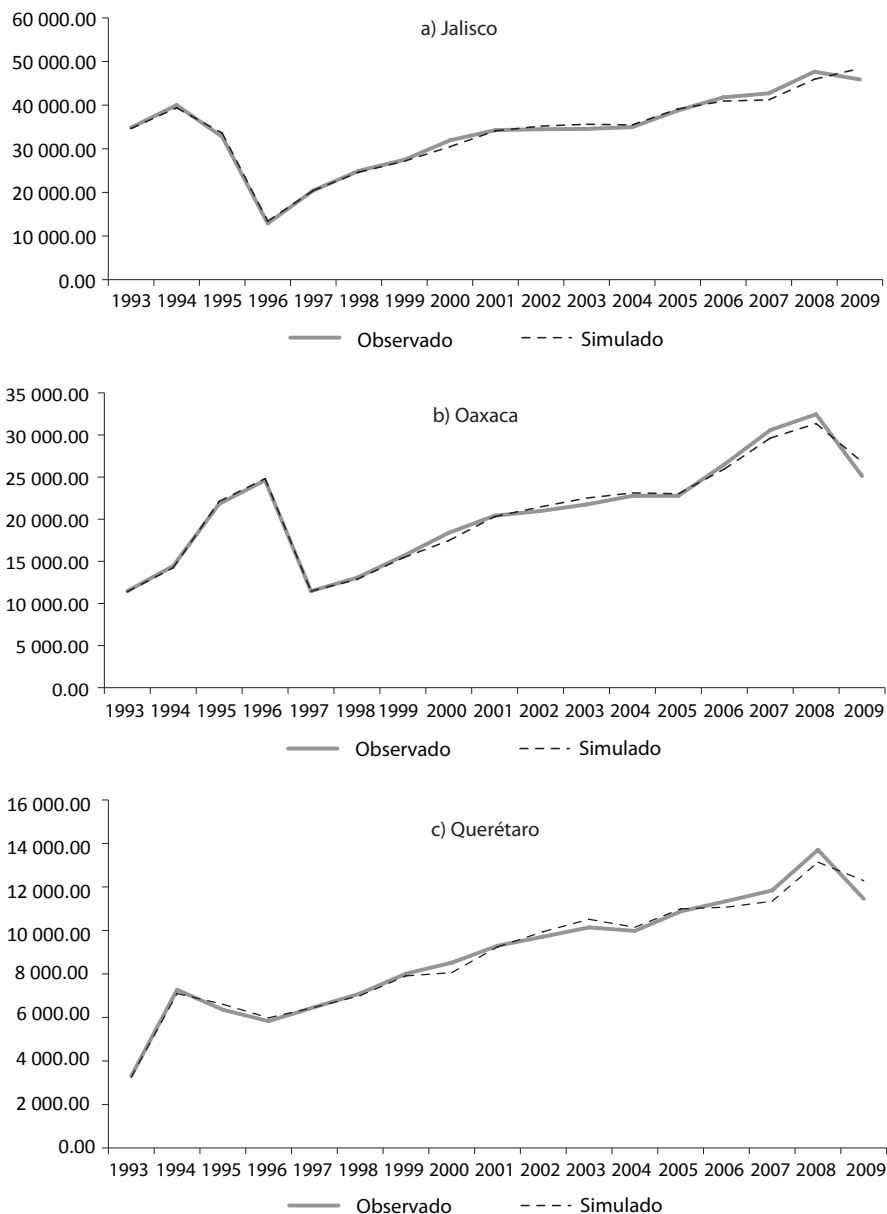 60 000.00
a) Jalisco
50 000.00
40 000.00
30 000.00
20 000.00
10 000.00
0.00
1993 1994 1995 1996 1997 1998 1999 2000 2001 2002 2003 2004 2005 2006 2007 2008 2009
Observado Simulado
35 000.00
b) Oaxaca
30 000.00
25 000.00
20 000.00
15 000.00
10 000.00
5 000.00
0.00
1993 1994 1995 1996 1997 1998 1999 2000 2001 2002 2003 2004 2005 2006 2007 2008 2009
Observado Simulado
16 000.00
c) Querétaro
14 000.00
12 000.00
10 000.00
8 000.00
6 000.00
4 000.00
2 000.00
0.00
1993 1994 1995 1996 1997 1998 1999 2000 2001 2002 2003 2004 2005 2006 2007 2008 2009
Observado Simulado